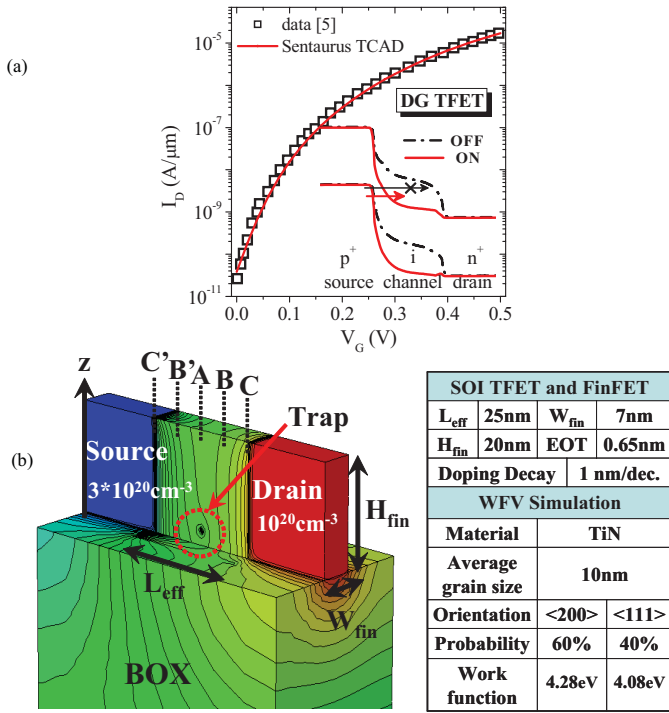 (a)
data [5]
Sentaurus TCAD
DG TFET
OFF
ON
p+ i n+
source channel drain
10-5
10-7
10-9
10-11
I_D (A/μm)
0.0 0.1 0.2 0.3 0.4 0.5
V_G (V)
(b)
z
C' B' A B C
Trap
Source
3*10^20cm-3
Drain
10^20cm-3
H_fin
L_eff
W_fin
BOX
SOI TFET and FinFET
L_eff 25nm W_fin 7nm
H_fin 20nm EOT 0.65nm
Doping Decay 1 nm/dec.
WFV Simulation
Material TiN
Average grain size 10nm
Orientation <200> <111>
Probability 60% 40%
Work function 4.28eV 4.08eV